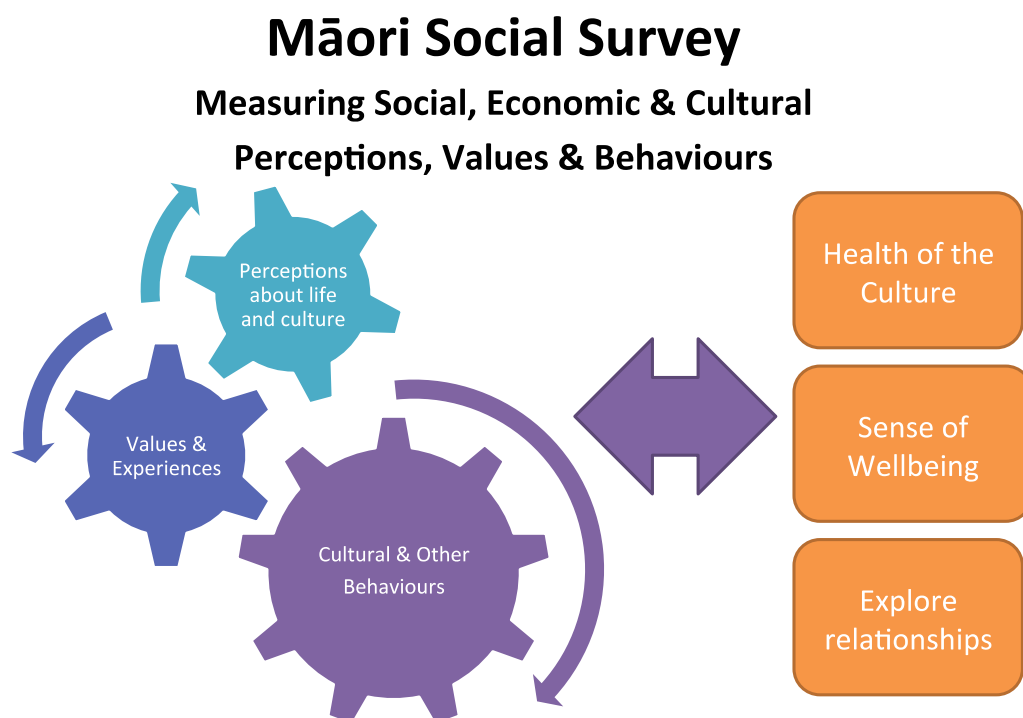 Māori Social Survey
Measuring Social, Economic & Cultural
Perceptions, Values & Behaviours
Perceptions
about life
and culture
Values &
Experiences
Cultural & Other
Behaviours
Health of the
Culture
Sense of
Wellbeing
Explore
relationships